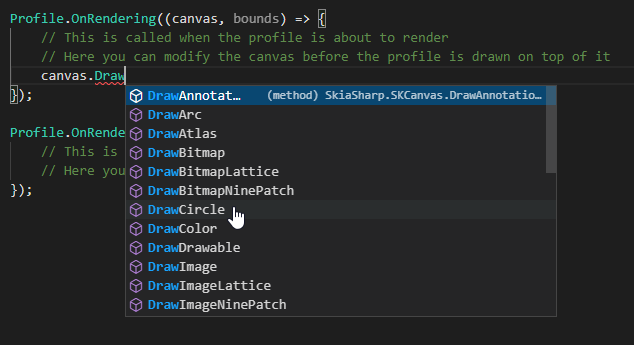 Profile.OnRendering((canvas, bounds) => {
// This is called when the profile is about to render
// Here you can modify the canvas before the profile is drawn on top of it
canvas.Draw
});
DrawAnnotat… (method) SkiaSharp.SKCanvas.DrawAnnotatio…
DrawArc
Profile.OnRende
DrawAtlas
// This is
DrawBitmap
// Here you
DrawBitmapLattice
});
DrawBitmapNinePatch
DrawCircle
DrawColor
DrawDrawable
DrawImage
DrawImageLattice
DrawImageNinePatch